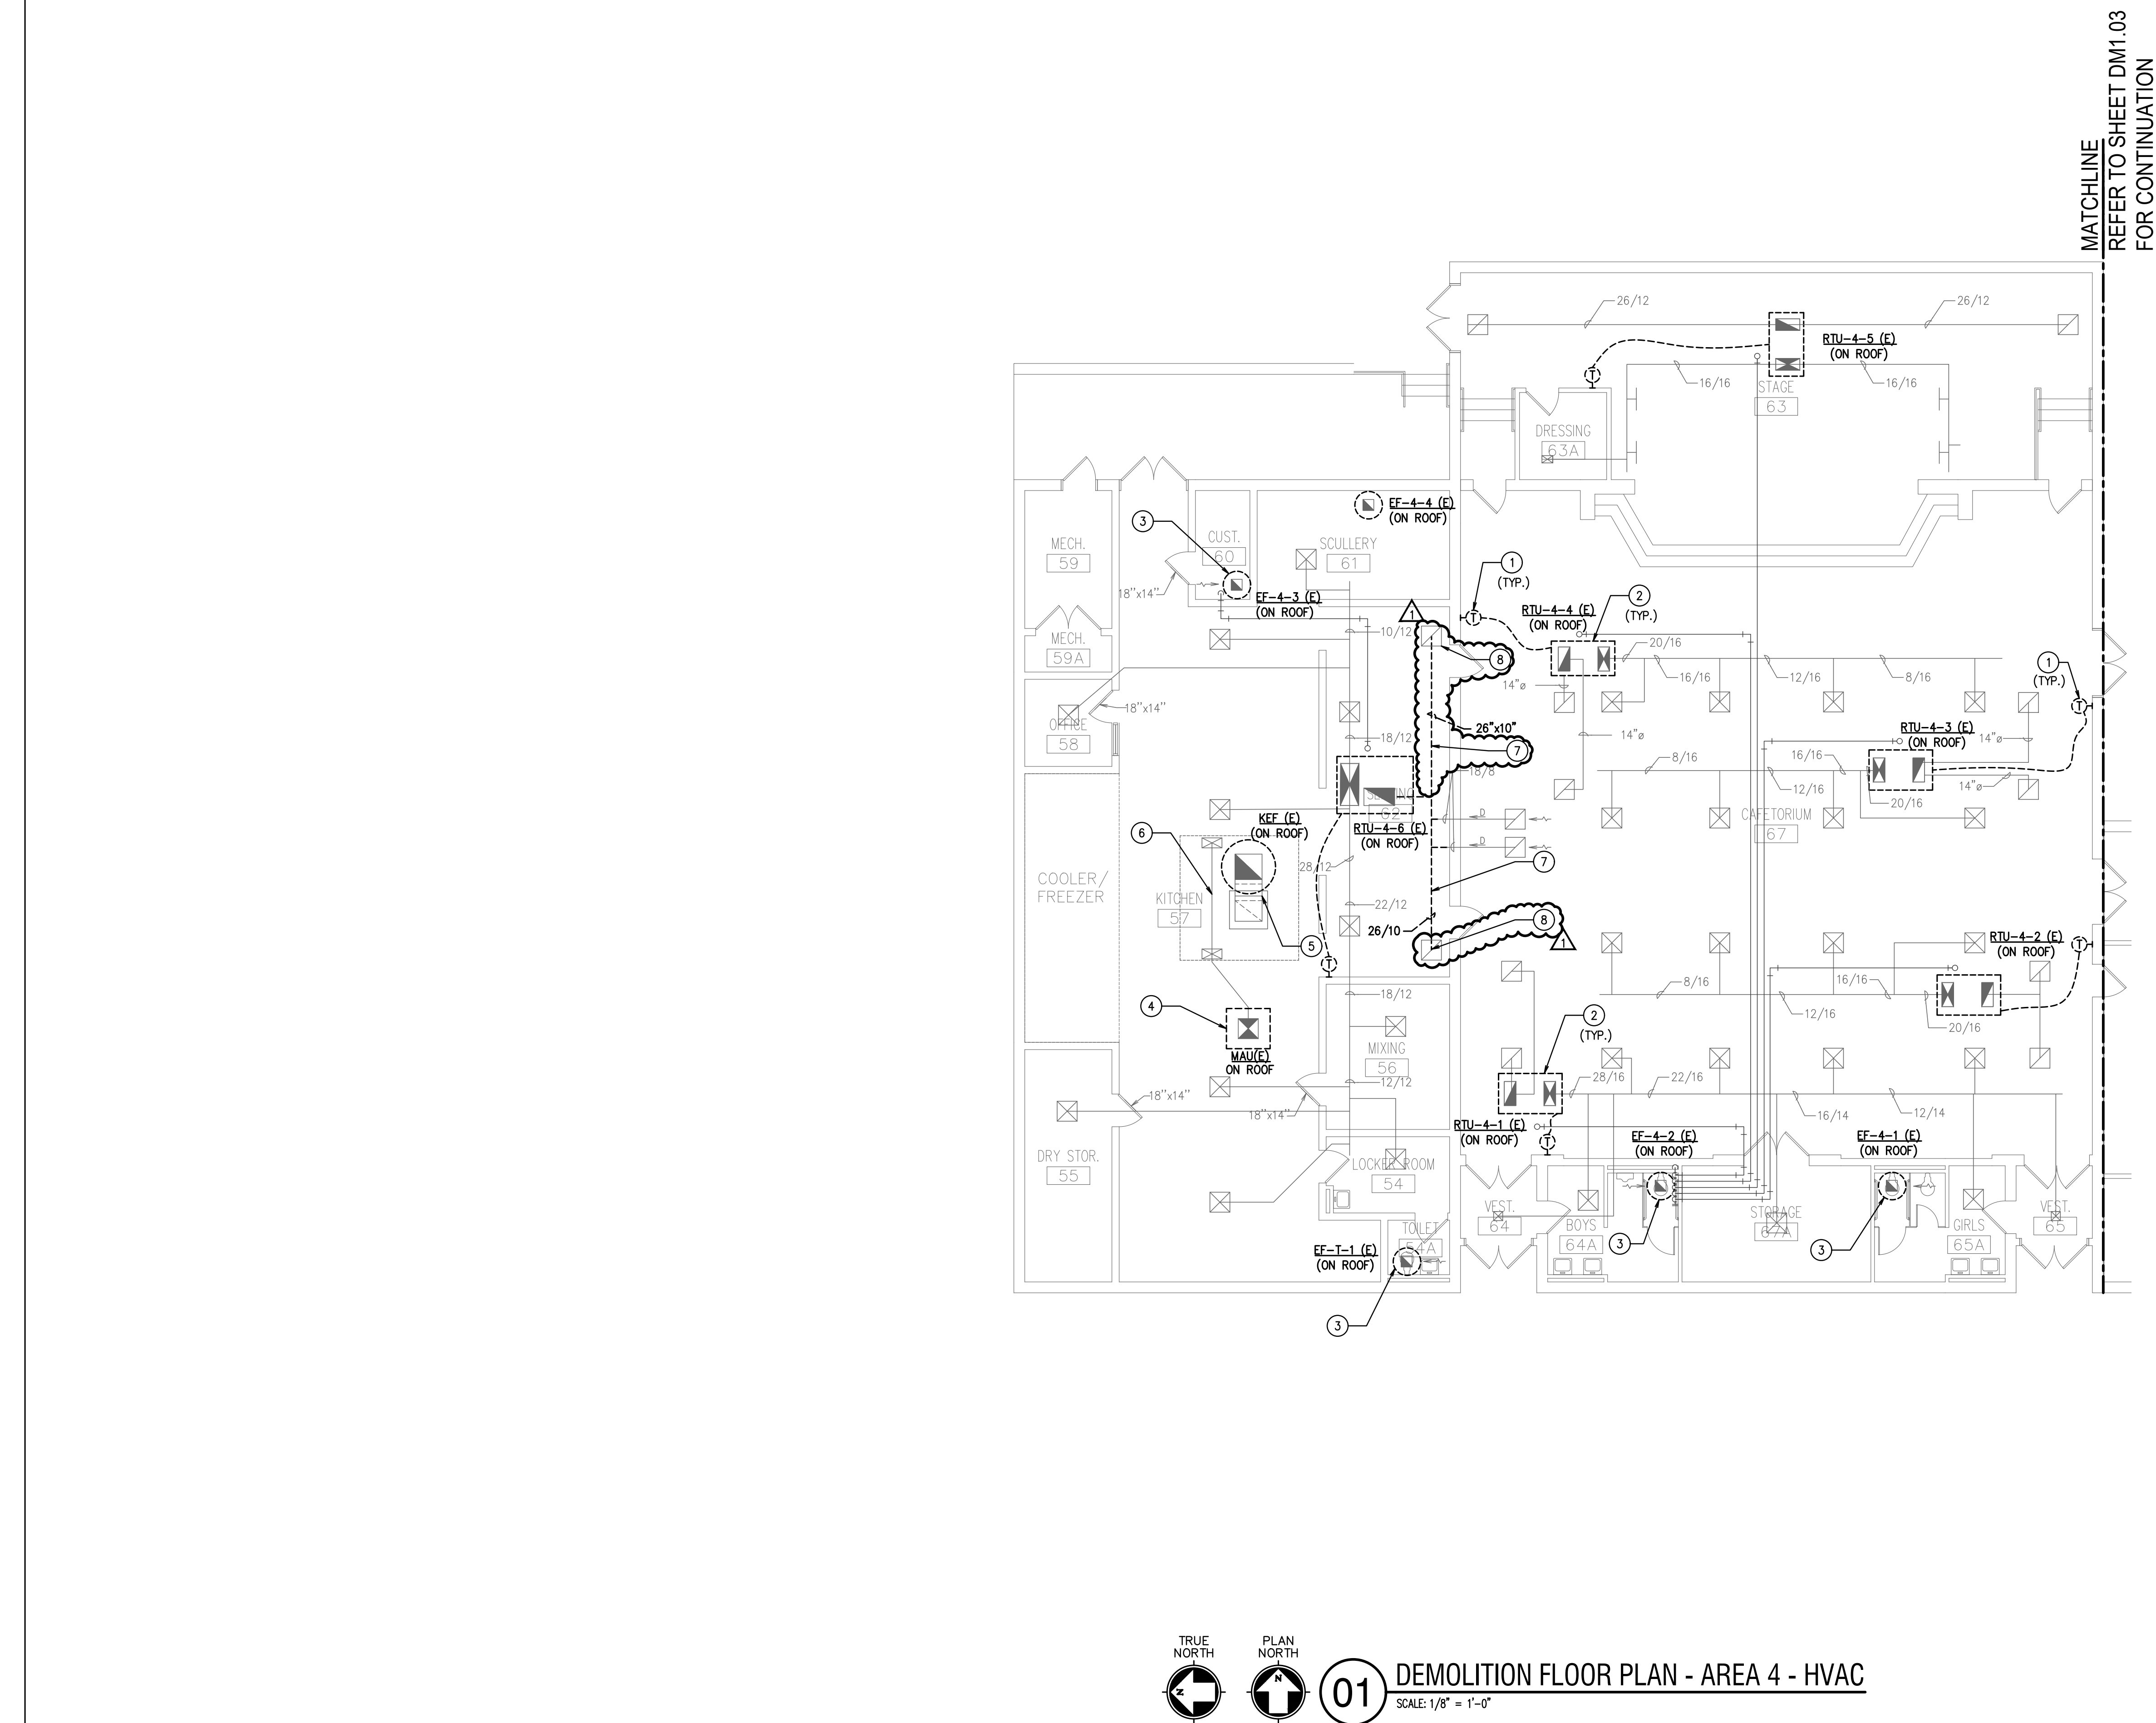 MATCHLINE
REFER TO SHEET DM1.03
FOR CONTINUATION
26/12
26/12
RTU-4-5 (E)
(ON ROOF)
T
16/16
16/16
STAGE
63
DRESSING
63A
EF-4-4 (E)
(ON ROOF)
3
CUST.
60
SCULLERY
61
MECH.
59
18"x14"
EF-4-3 (E)
(ON ROOF)
1
(TYP.)
T
RTU-4-4 (E)
(ON ROOF)
2
(TYP.)
1
10/12
8
20/16
16/16
12/16
8/16
14"ø
MECH.
59A
1
(TYP.)
T
18"x14"
OFFICE
58
26"x10"
18/12
7
14"ø
RTU-4-3 (E)
(ON ROOF)
14"ø
18/8
8/16
16/16
12/16
14"ø
20/16
62
CAFETORIUM
67
D
D
6
KEF (E)
(ON ROOF)
RTU-4-6 (E)
(ON ROOF)
28/12
7
COOLER/
FREEZER
KITCHEN
57
22/12
26/10
8
1
5
T
RTU-4-2 (E)
(ON ROOF)
T
18/12
8/16
16/16
12/16
20/16
4
MAU(E)
ON ROOF
2
(TYP.)
MIXING
56
12/12
28/16
22/16
18"x14"
18"x14"
16/14
12/14
RTU-4-1 (E)
(ON ROOF)
T
EF-4-2 (E)
(ON ROOF)
EF-4-1 (E)
(ON ROOF)
DRY STOR.
55
LOCKER ROOM
54
VEST.
64
BOYS
64A
3
STORAGE
67A
3
GIRLS
65A
VEST.
65
TOILET
54A
EF-T-1 (E)
(ON ROOF)
3
TRUE
NORTH
N
PLAN
NORTH
N
01
DEMOLITION FLOOR PLAN - AREA 4 - HVAC
SCALE: 1/8" = 1'-0"